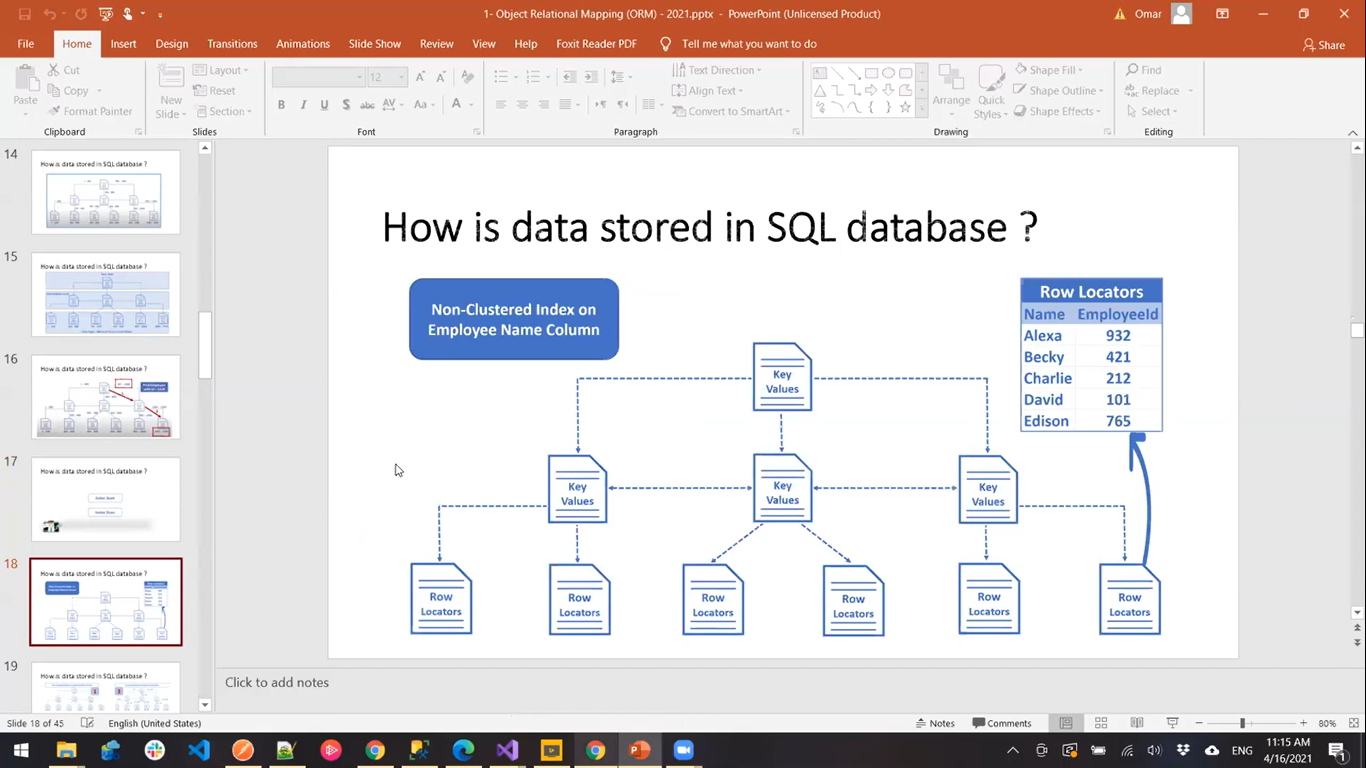 1- Object Relational Mapping (ORM) - 2021.pptx - PowerPoint (Unlicensed Product)
Omar
File Home Insert Design Transitions Animations Slide Show Review View Help Foxit Reader PDF Tell me what you want to do Share
Paste
Cut
Copy
Format Painter
Clipboard
New
Slide
Layout
Reset
Section
Slides
12
Font
Text Direction
Align Text
Convert to SmartArt
Paragraph
Arrange
Quick
Styles
Shape Fill
Shape Outline
Shape Effects
Drawing
Find
Replace
Select
Editing
14
How is data stored in SQL database ?
15
How is data stored in SQL database ?
16
How is data stored in SQL database ?
17
How is data stored in SQL database ?
18
How is data stored in SQL database ?
19
How is data stored in SQL database ?
How is data stored in SQL database ?
Non-Clustered Index on
Employee Name Column
Row Locators
Name EmployeeId
Alexa 932
Becky 421
Charlie 212
David 101
Edison 765
Key
Values
Key
Values
Key
Values
Key
Values
Row
Locators
Row
Locators
Row
Locators
Row
Locators
Row
Locators
Row
Locators
Click to add notes
Slide 18 of 45 English (United States) Notes Comments 80%
ENG
11:15 AM
4/16/2021